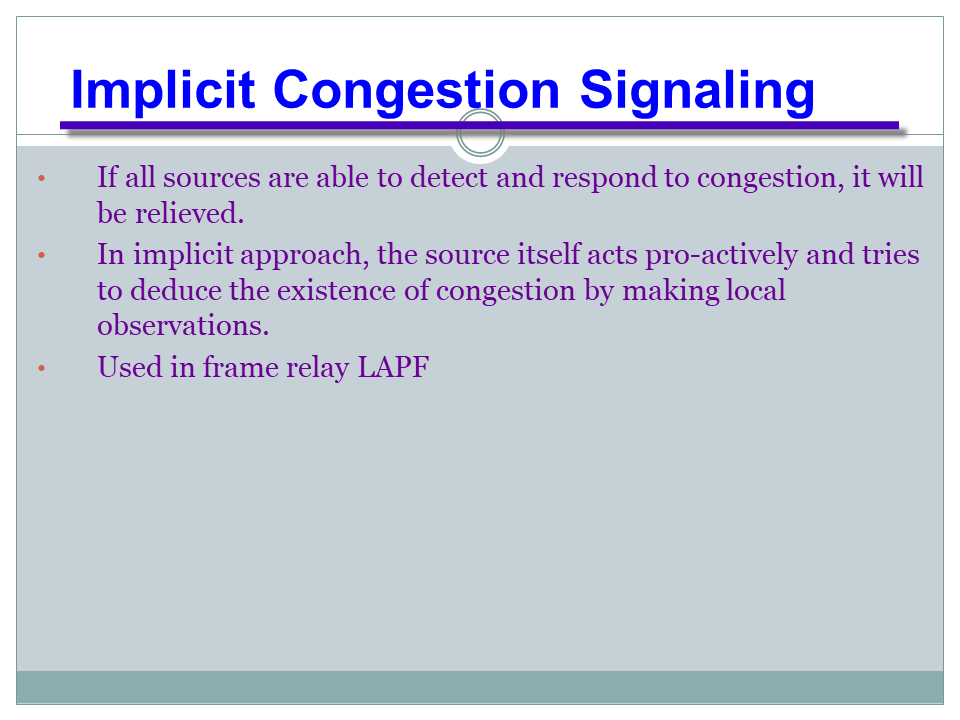 Implicit Congestion Signaling
• If all sources are able to detect and respond to congestion, it will
be relieved.
• In implicit approach, the source itself acts pro-actively and tries
to deduce the existence of congestion by making local
observations.
• Used in frame relay LAPF